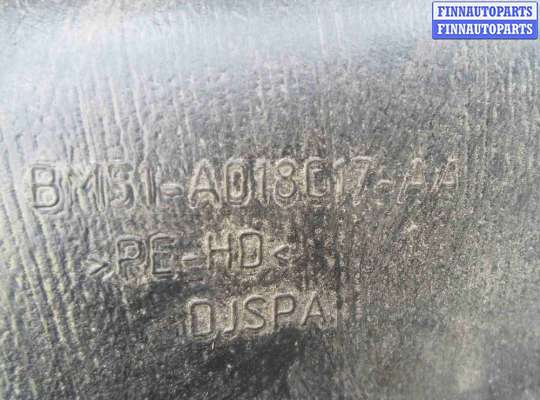 FINNAUTOPARTS
FINNAUTOPARTS
BM51-A018C17-AA
>PE-HD<
DJSPA